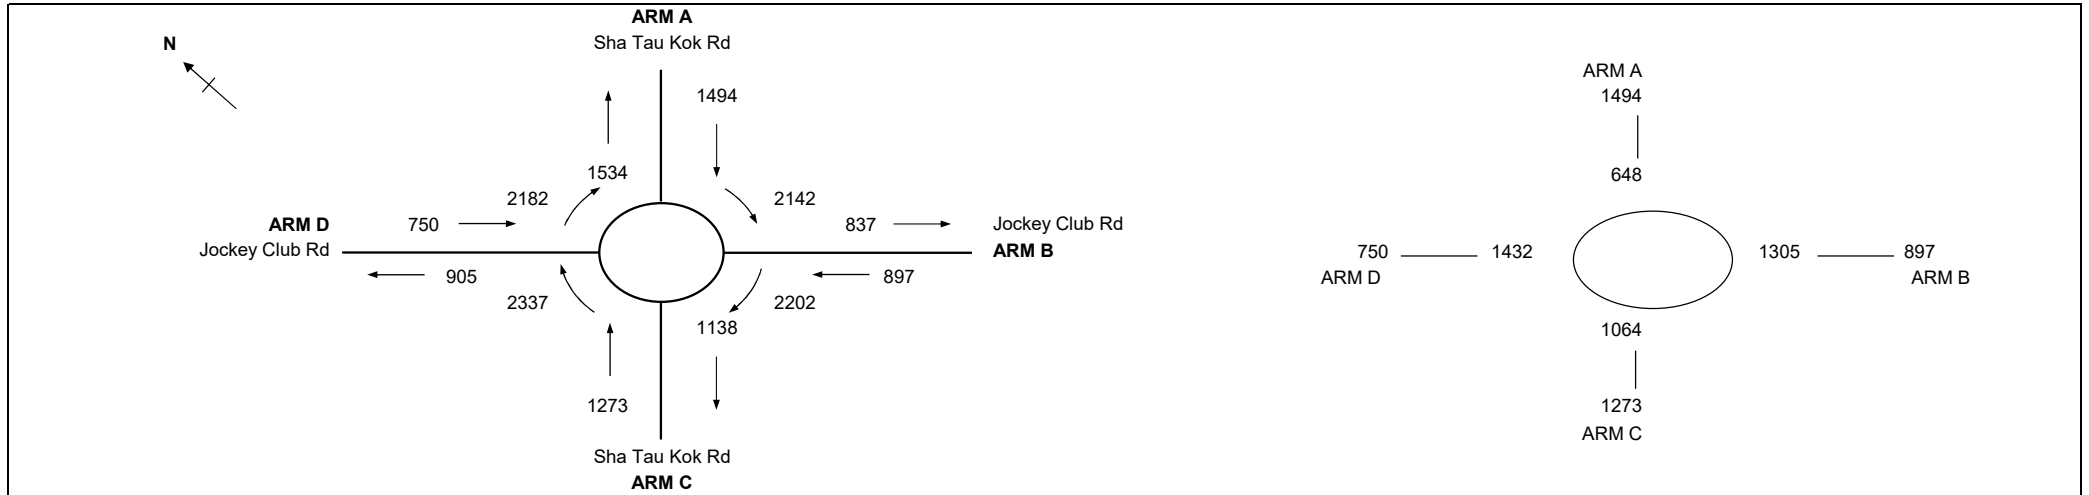 ARM A
Sha Tau Kok Rd
N
1494
1534
2182
2142
ARM D
750
837
Jockey Club Rd
Jockey Club Rd
ARM B
905
897
2337
2202
1138
1273
Sha Tau Kok Rd
ARM C
ARM A
1494
648
750
1432
1305
897
ARM D
ARM B
1064
1273
ARM C